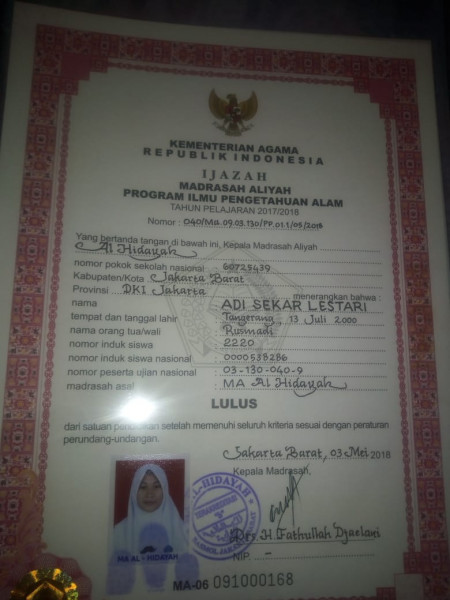 KEMENTERIAN AGAMA
REPUBLIK INDONESIA
IJAZAH
MADRASAH ALIYAH
PROGRAM ILMU PENGETAHUAN ALAM
TAHUN PELAJARAN 2017/2018
Nomor : 040/Ma.09.03.130/PP.01.1/05/2018
Yang bertanda tangan di bawah ini, Kepala Madrasah Aliyah
Al Hidayah
nomor pokok sekolah nasional : 60725439
Kabupaten/Kota Jakarta Barat
Provinsi DKI Jakarta menerangkan bahwa :
nama ADI SEKAR LESTARI
tempat dan tanggal lahir : Tangerang, 13 Juli 2000
nama orang tua/wali : Rusmadi
nomor induk siswa : 2220
nomor induk siswa nasional : 0000538286
nomor peserta ujian nasional : 03-130-040-9
madrasah asal : MA Al Hidayah
LULUS
dari satuan pendidikan setelah memenuhi seluruh kriteria sesuai dengan peraturan
perundang-undangan.
Jakarta Barat, 03 Mei 2018
Kepala Madrasah,
AL-HIDAYAH
Drs. H. Fathullah Djaelani
NIP. -
MA AL - HIDAYAH
MA-06 091000168